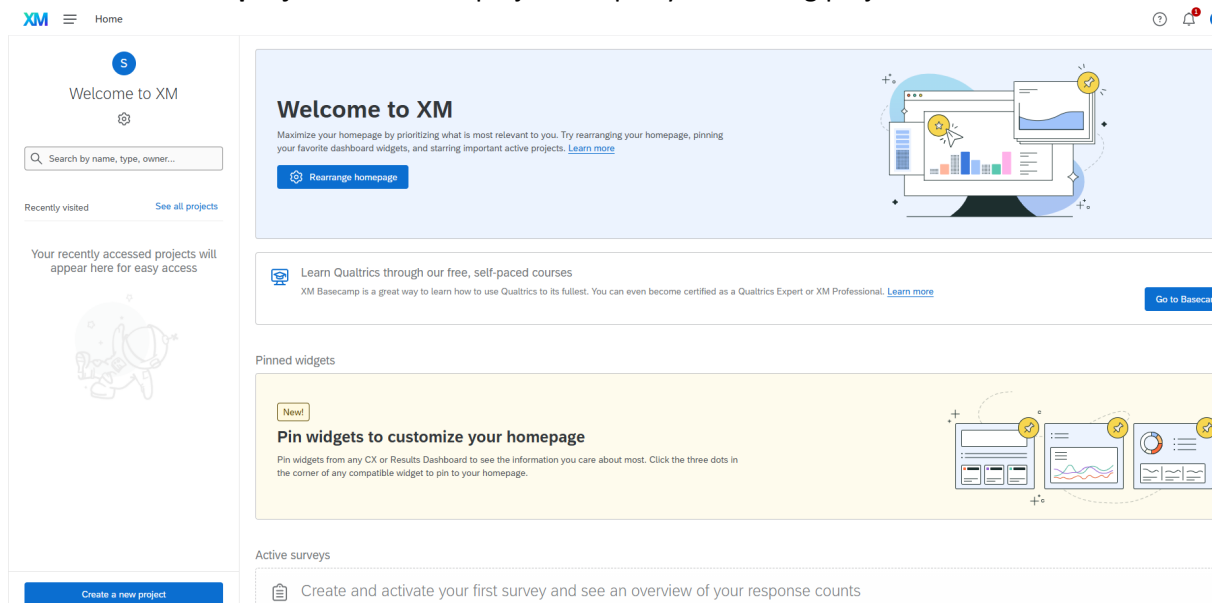 XM
Home
1
S
Welcome to XM
Search by name, type, owner...
Recently visited
See all projects
Your recently accessed projects will
appear here for easy access
Create a new project
Welcome to XM
Maximize your homepage by prioritizing what is most relevant to you. Try rearranging your homepage, pinning
your favorite dashboard widgets, and starring important active projects. Learn more
Rearrange homepage
Learn Qualtrics through our free, self-paced courses
XM Basecamp is a great way to learn how to use Qualtrics to its fullest. You can even become certified as a Qualtrics Expert or XM Professional. Learn more
Go to Baseca
Pinned widgets
New!
Pin widgets to customize your homepage
Pin widgets from any CX or Results Dashboard to see the information you care about most. Click the three dots in
the corner of any compatible widget to pin to your homepage.
Active surveys
Create and activate your first survey and see an overview of your response counts